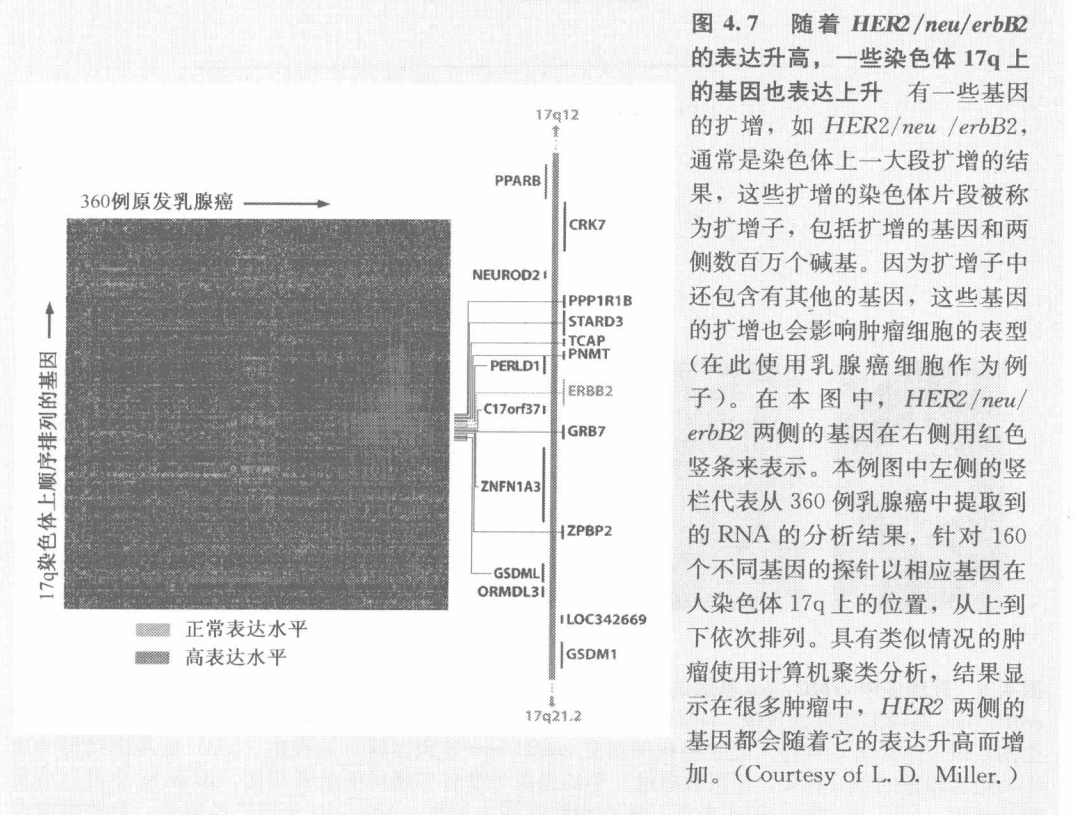 17q12
PPARB
360例原发乳腺癌
CRK7
NEUROD2
PPP1R1B
STARD3
TCAP
PNMT
PERLD1
ERBB2
C17orf37
GRB7
ZNFN1A3
ZPBP2
GSDML
ORMDL3
LOC342669
GSDM1
17q21.2
17q染色体上顺序排列的基因
正常表达水平
高表达水平
图 4.7 随着 HER2/neu/erbB2
的表达升高，一些染色体 17q 上
的基因也表达上升 有一些基因
的扩增，如 HER2/neu /erbB2，
通常是染色体上一大段扩增的结
果，这些扩增的染色体片段被称
为扩增子，包括扩增的基因和两
侧数百万个碱基。因为扩增子中
还包含有其他的基因，这些基因
的扩增也会影响肿瘤细胞的表型
(在此使用乳腺癌细胞作为例
子)。在本图中，HER2/neu/
erbB2 两侧的基因在右侧用红色
竖条来表示。本例图中左侧的竖
栏代表从 360 例乳腺癌中提取到
的 RNA 的分析结果，针对 160
个不同基因的探针以相应基因在
人染色体 17q 上的位置，从上到
下依次排列。具有类似情况的肿
瘤使用计算机聚类分析，结果显
示在很多肿瘤中，HER2 两侧的
基因都会随着它的表达升高而增
加。(Courtesy of L. D. Miller.)